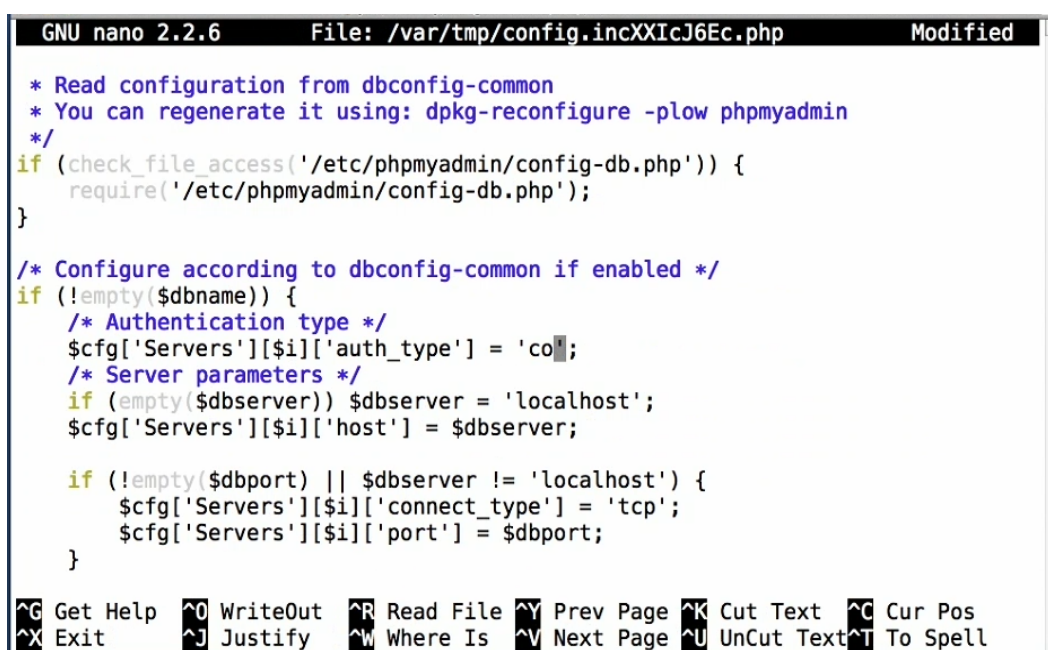 GNU nano 2.2.6 File: /var/tmp/config.incXXIcJ6Ec.php Modified
* Read configuration from dbconfig-common
* You can regenerate it using: dpkg-reconfigure -plow phpmyadmin
*/
if (check_file_access('/etc/phpmyadmin/config-db.php')) {
    require('/etc/phpmyadmin/config-db.php');
}
/* Configure according to dbconfig-common if enabled */
if (!empty($dbname)) {
    /* Authentication type */
    $cfg['Servers'][$i]['auth_type'] = 'co';
    /* Server parameters */
    if (empty($dbserver)) $dbserver = 'localhost';
    $cfg['Servers'][$i]['host'] = $dbserver;
    if (!empty($dbport) || $dbserver != 'localhost') {
        $cfg['Servers'][$i]['connect_type'] = 'tcp';
        $cfg['Servers'][$i]['port'] = $dbport;
    }
^G Get Help ^O WriteOut ^R Read File ^Y Prev Page ^K Cut Text ^C Cur Pos
^X Exit ^J Justify ^W Where Is ^V Next Page ^U UnCut Text ^T To Spell